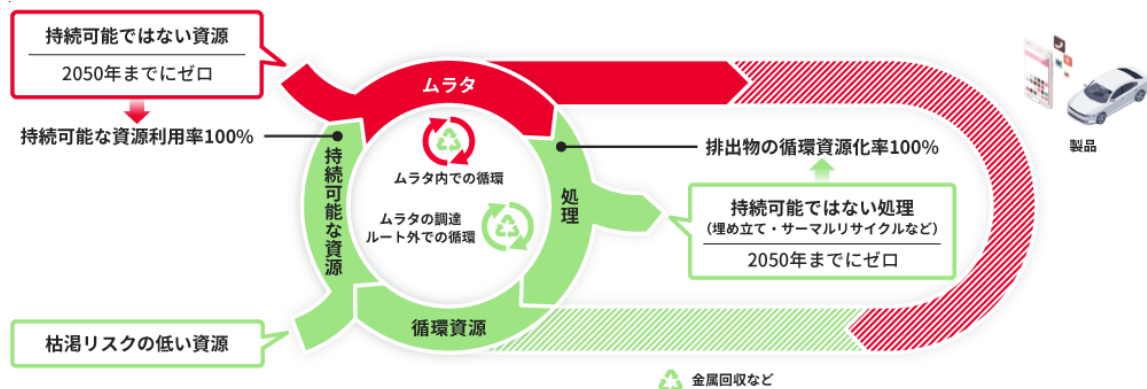 持続可能ではない資源
2050年までにゼロ
持続可能な資源利用率100%
ムラタ
持続可能な資源
ムラタ内での循環
ムラタの調達
ルート外での循環
処理
循環資源
枯渇リスクの低い資源
排出物の循環資源化率100%
持続可能ではない処理
（埋め立て・サーマルリサイクルなど）
2050年までにゼロ
製品
金属回収など